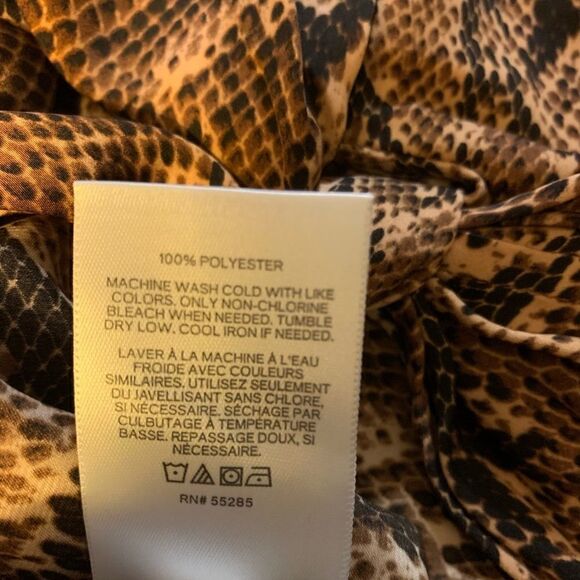 100% POLYESTER
MACHINE WASH COLD WITH LIKE
COLORS. ONLY NON-CHLORINE
BLEACH WHEN NEEDED. TUMBLE
DRY LOW. COOL IRON IF NEEDED.
LAVER À LA MACHINE À L'EAU
FROIDE AVEC COULEURS
SIMILAIRES. UTILISEZ SEULEMENT
DU JAVELLISANT SANS CHLORE,
SI NÉCESSAIRE. SÉCHAGE PAR
CULBUTAGE À TEMPÉRATURE
BASSE. REPASSAGE DOUX, SI
NÉCESSAIRE.
RN# 55285